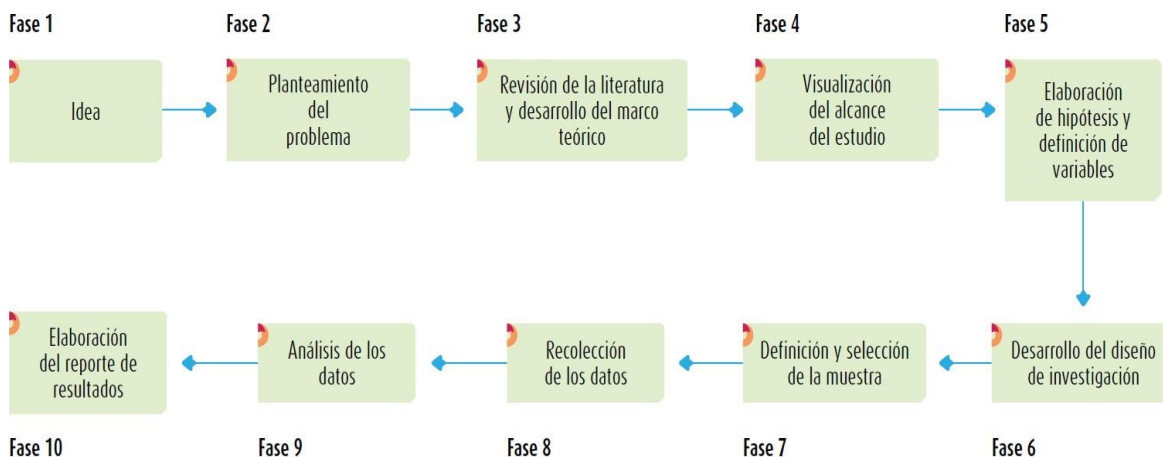 Fase 1
Idea
Fase 2
Planteamiento
del
problema
Fase 3
Revisión de la literatura
y desarrollo del marco
teórico
Fase 4
Visualización
del alcance
del estudio
Fase 5
Elaboración
de hipótesis y
definición de
variables
Desarrollo del diseño
de investigación
Fase 6
Definición y selección
de la muestra
Fase 7
Recolección
de los datos
Fase 8
Análisis de los
datos
Fase 9
Elaboración
del reporte de
resultados
Fase 10